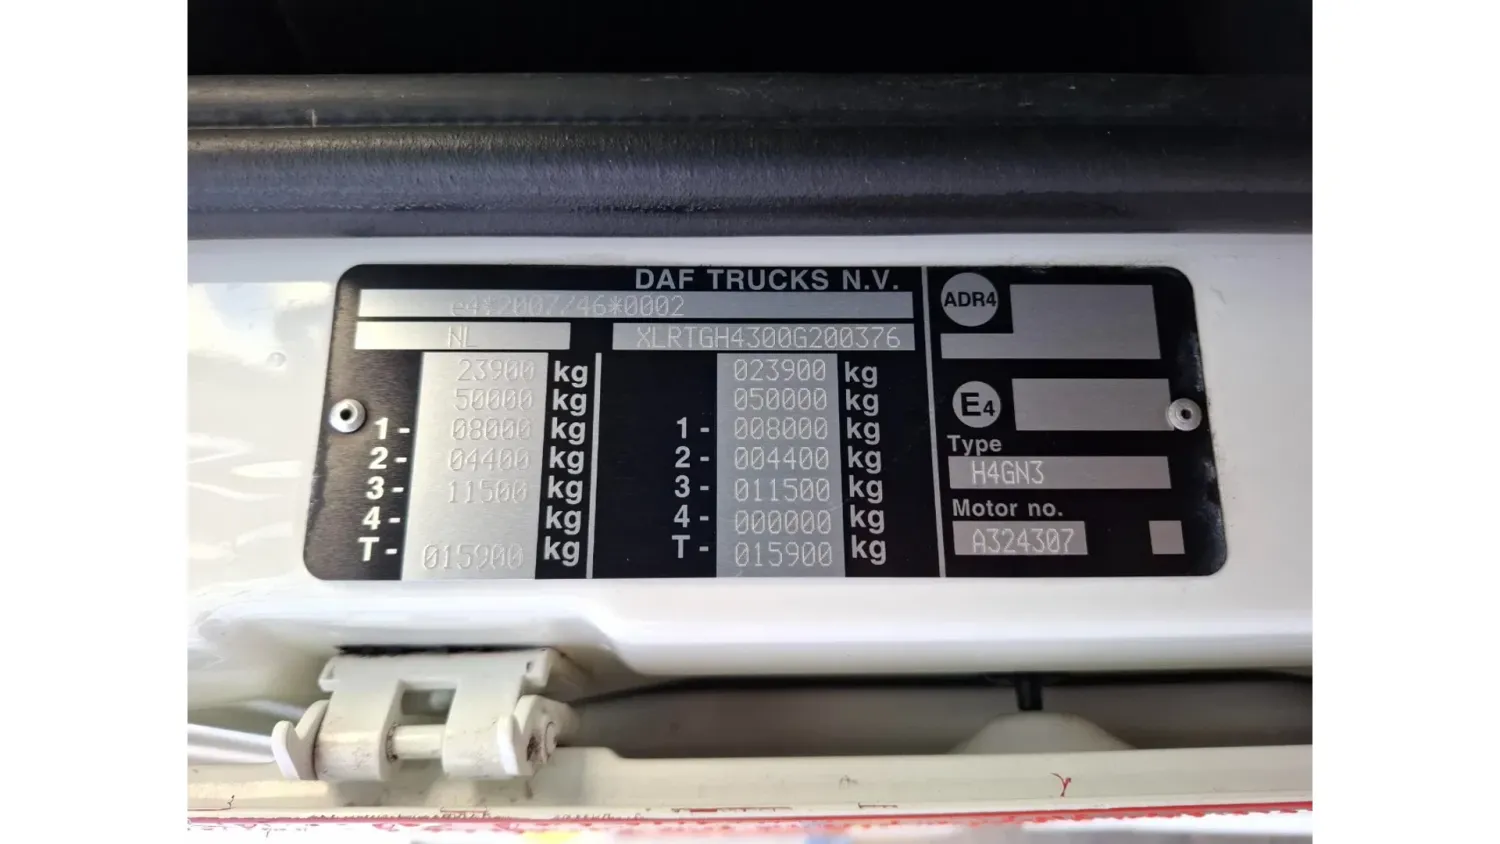 DAF TRUCKS N.V.
e4*2007/46*0002
NL XLRTGH4300G200376
23900 kg 023900 kg
50000 kg 050000 kg
1- 08000 kg 1- 008000 kg
2- 04400 kg 2- 004400 kg
3- 11500 kg 3- 011500 kg
4- kg 4- 000000 kg
T- 015900 kg T- 015900 kg
ADR4
E4
Type
H4GN3
Motor no.
A324307